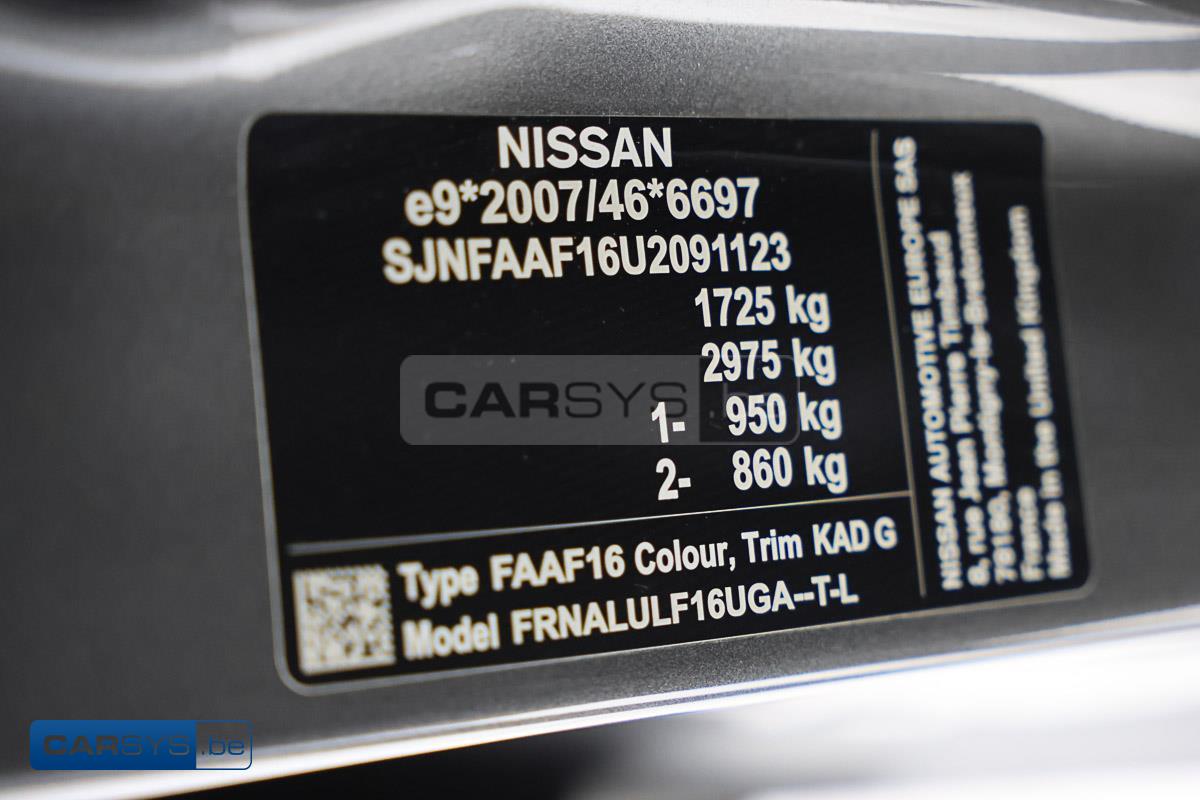 NISSAN
e9*2007/46*6697
SJNFAAF16U2091123
1725 kg
2975 kg
1- 950 kg
2- 860 kg
Type FAAF16 Colour, Trim KAD G
Model FRNALULF16UGA--T-L
NISSAN AUTOMOTIVE EUROPE SAS
8, rue Jean Pierre Timbaud
78180, Montigny-le-Bretonneux
France
Made in the United Kingdom
CARSYS.be
CARSYS.be